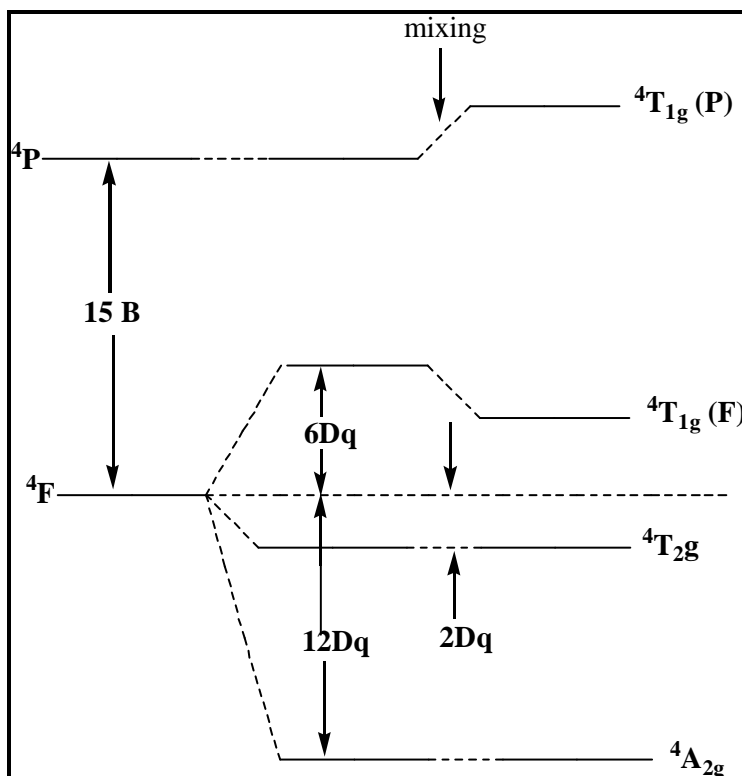 mixing
⁴T₁g (P)
⁴P
15 B
⁴T₁g (F)
6Dq
⁴F
⁴T₂g
12Dq
2Dq
⁴A₂g